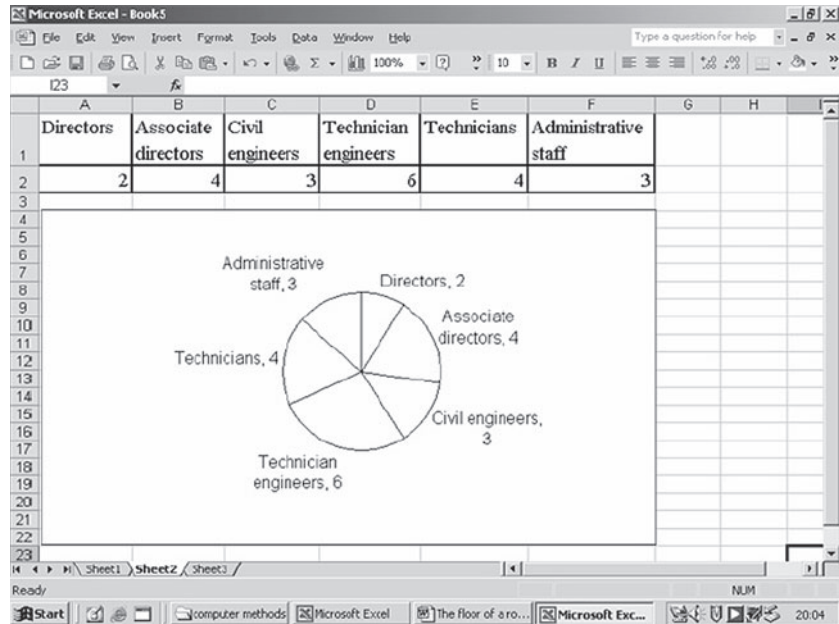 Microsoft Excel - Book5
File Edit View Insert Format Tools Data Window Help Type a question for help
100% 10 B I U
I23 fx
A B C D E F G H I
Directors Associate directors Civil engineers Technician engineers Technicians Administrative staff
1
2 2 4 3 6 4 3
3
4
5
6
7
8
9
10
11
12
13
14
15
16
17
18
19
20
21
22
23
Administrative
staff, 3
Directors, 2
Associate
directors, 4
Technicians, 4
Civil engineers,
3
Technician
engineers, 6
Sheet1 Sheet2 Sheet3
Ready NUM
Start computer methods Microsoft Excel The floor of a ro... Microsoft Exc... 20:04